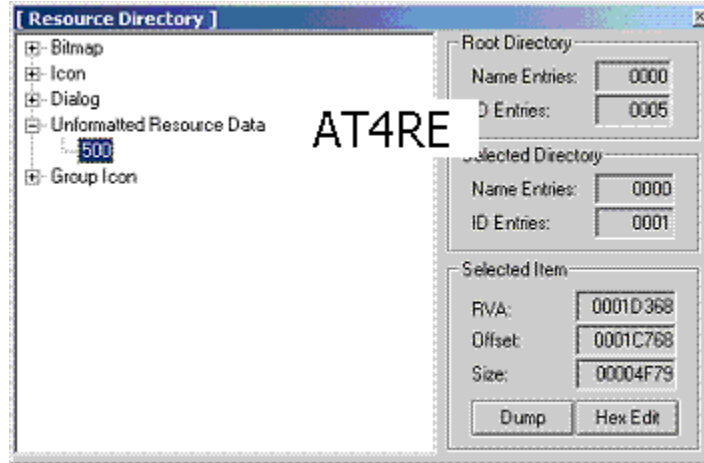 [ Resource Directory ]
Bitmap
Icon
Dialog
Unformatted Resource Data
500
Group Icon
AT4RE
Root Directory
Name Entries: 0000
D Entries: 0005
Selected Directory
Name Entries: 0000
ID Entries: 0001
Selected Item
RVA: 0001D368
Offset: 0001C768
Size: 00004F79
Dump
Hex Edit